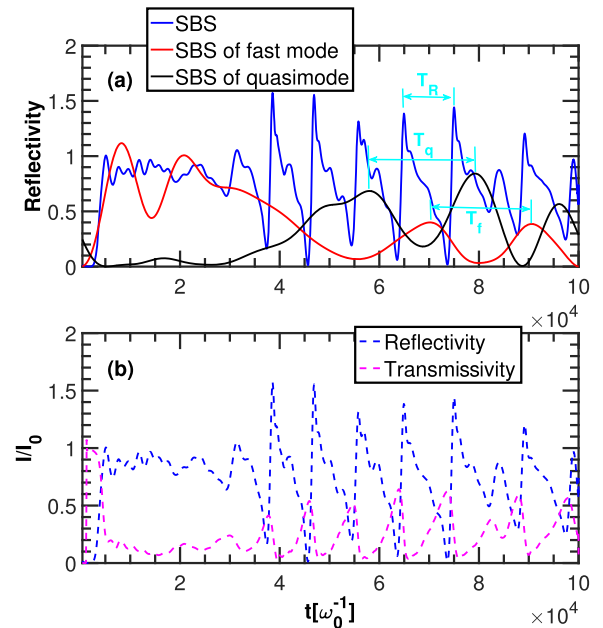 SBS
SBS of fast mode
SBS of quasimode
(a)
Reflectivity
2
1.5
1
0.5
0
T_R
T_q
T_f
2 4 6 8 10
×10^4
(b)
Reflectivity
Transmissivity
I/I_0
2
1.5
1
0.5
0
2 4 6 8 10
t[ω_0^-1]
×10^4